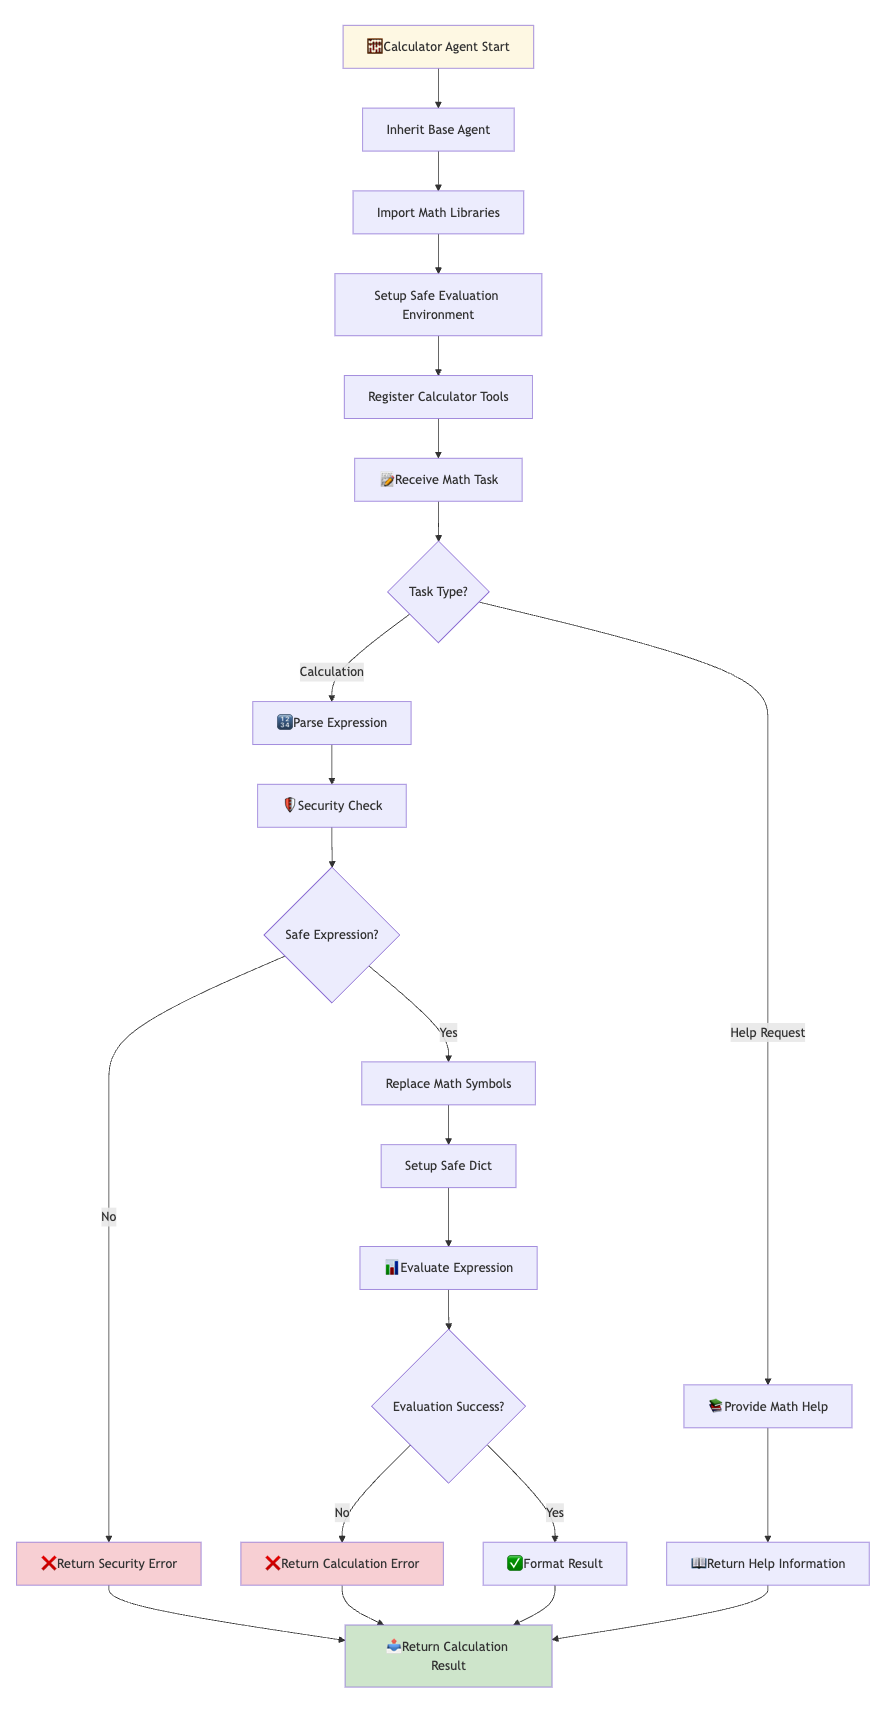 🧮Calculator Agent Start
Inherit Base Agent
Import Math Libraries
Setup Safe Evaluation
Environment
Register Calculator Tools
📝Receive Math Task
Task Type?
Calculation
🔢Parse Expression
🛡️Security Check
Safe Expression?
Yes
Help Request
Replace Math Symbols
Setup Safe Dict
No
📊Evaluate Expression
Evaluation Success?
📚Provide Math Help
No
Yes
❌Return Security Error
❌Return Calculation Error
✅Format Result
📖Return Help Information
📤Return Calculation
Result